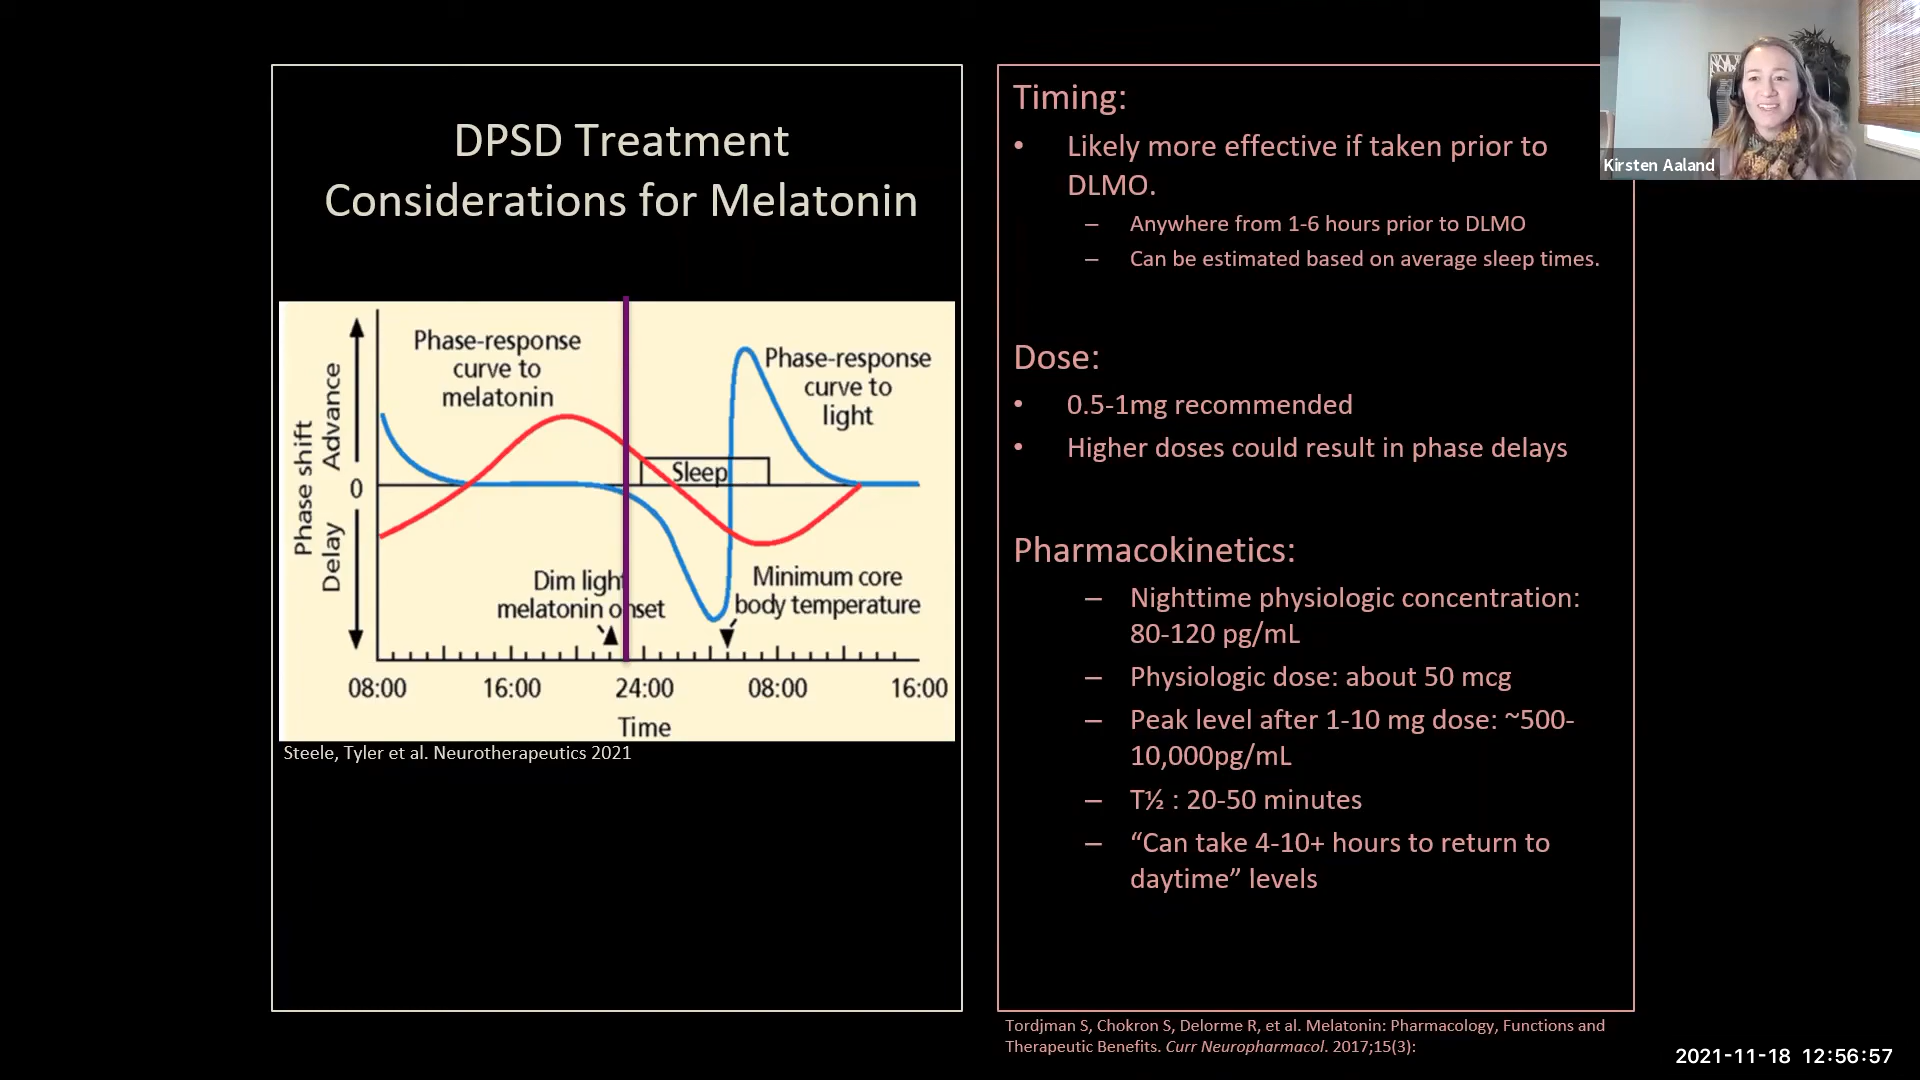 DPSD Treatment
Considerations for Melatonin
Phase-response
curve to
melatonin
Phase-response
curve to
light
Phase shift
Advance
0
Delay
Sleep
Dim light
melatonin onset
Minimum core
body temperature
08:00 16:00 24:00 08:00 16:00
Time
Steele, Tyler et al. Neurotherapeutics 2021
Timing:
• Likely more effective if taken prior to
DLMO.
– Anywhere from 1-6 hours prior to DLMO
– Can be estimated based on average sleep times.
Dose:
• 0.5-1mg recommended
• Higher doses could result in phase delays
Pharmacokinetics:
– Nighttime physiologic concentration:
80-120 pg/mL
– Physiologic dose: about 50 mcg
– Peak level after 1-10 mg dose: ~500-
10,000pg/mL
– T½ : 20-50 minutes
– “Can take 4-10+ hours to return to
daytime” levels
Tordjman S, Chokron S, Delorme R, et al. Melatonin: Pharmacology, Functions and
Therapeutic Benefits. Curr Neuropharmacol. 2017;15(3):
Kirsten Aaland
2021-11-18 12:56:57